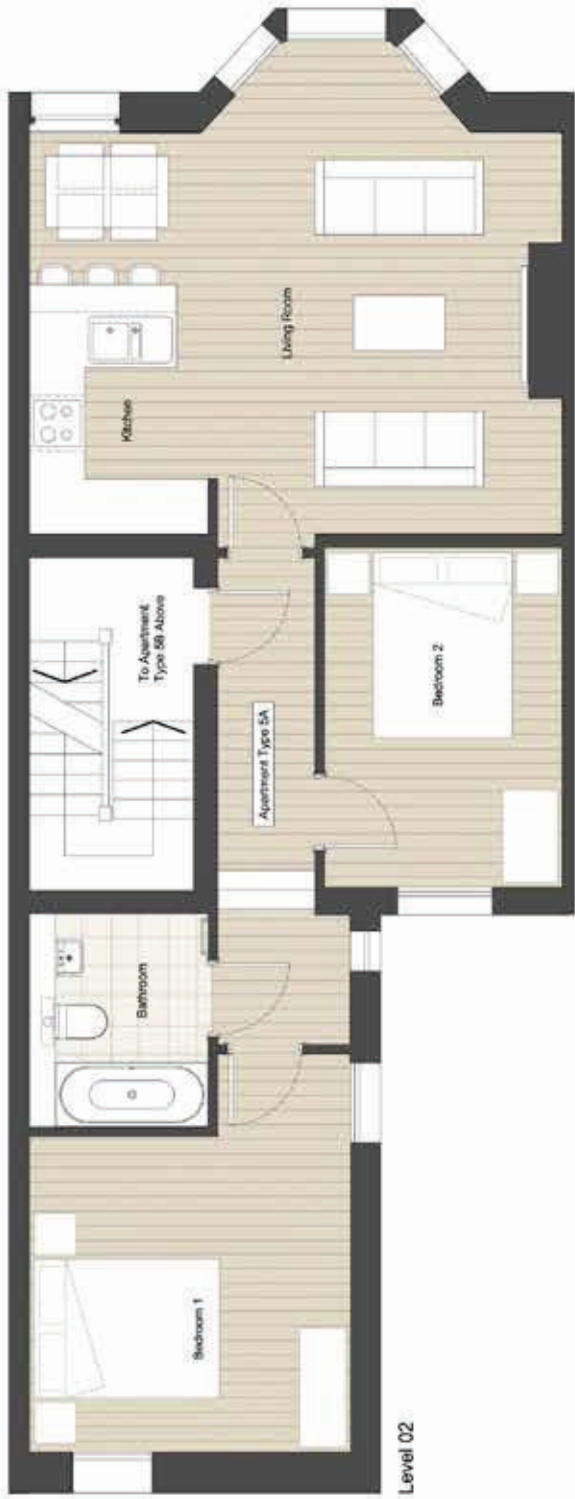 Kitchen
Living Room
To Apartment
Type 5B Above
Apartment Type 5A
Bedroom 2
Bathroom
Bedroom 1
Level 02